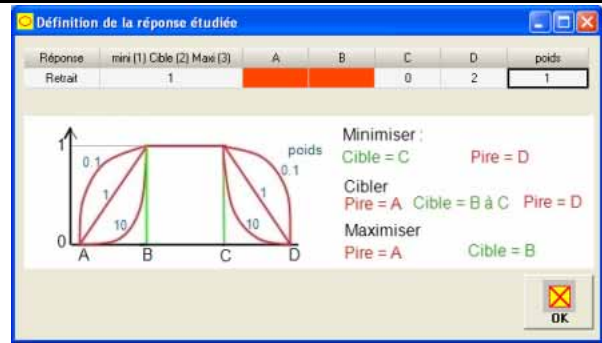 Définition de la réponse étudiée
Réponse mini (1) Cible (2) Maxi (3) A B C D poids
Retrait 1 0 2 1
1
0.1
1
10
0
A B C D
poids
0.1
1
10
Minimiser :
Cible = C Pire = D
Cibler
Pire = A Cible = B à C Pire = D
Maximiser
Pire = A Cible = B
OK